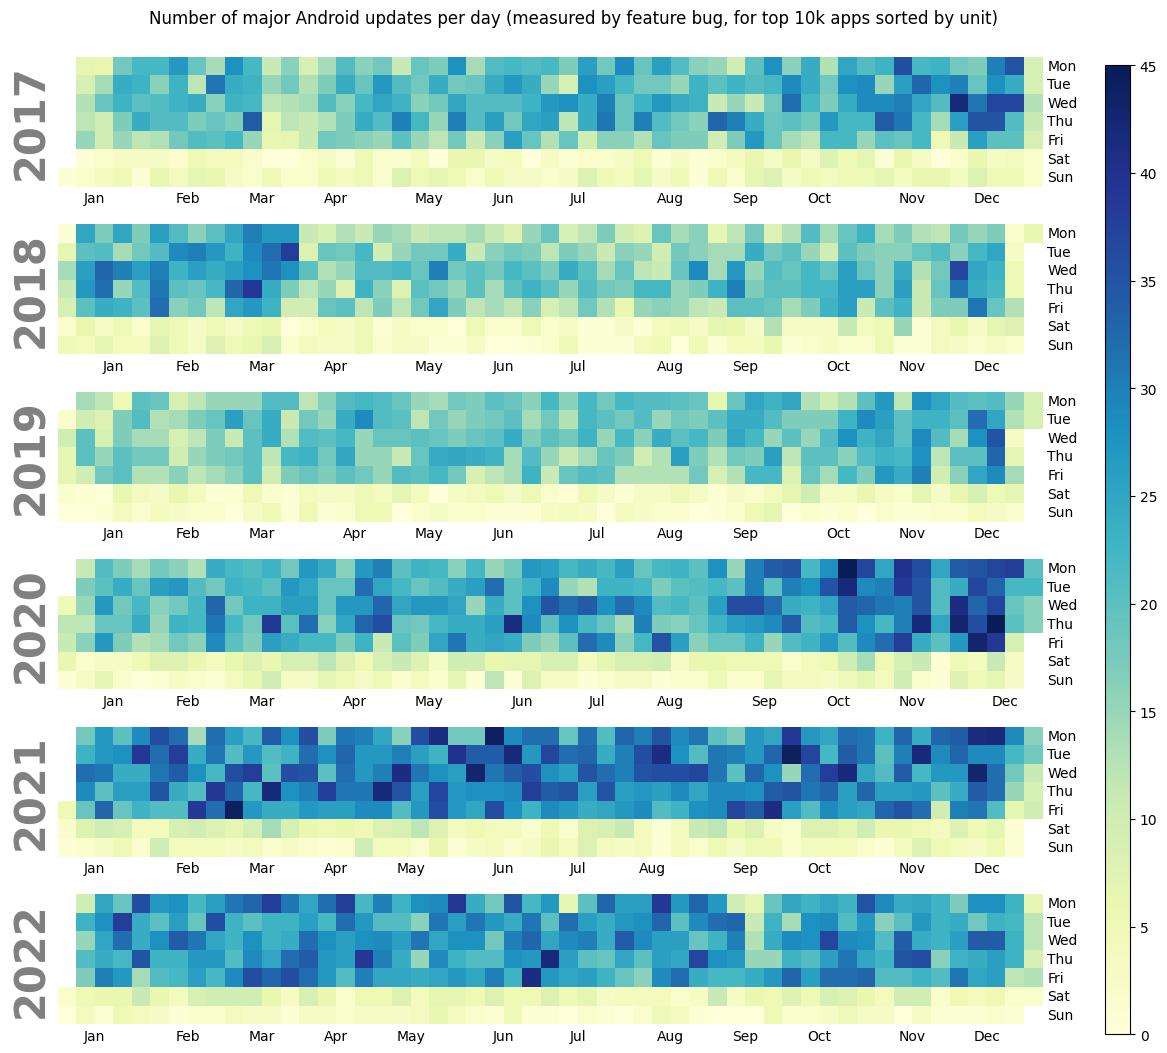 Number of major Android updates per day (measured by feature bug, for top 10k apps sorted by unit)
2017
Mon
Tue
Wed
Thu
Fri
Sat
Sun
Jan Feb Mar Apr May Jun Jul Aug Sep Oct Nov Dec
2018
Mon
Tue
Wed
Thu
Fri
Sat
Sun
Jan Feb Mar Apr May Jun Jul Aug Sep Oct Nov Dec
2019
Mon
Tue
Wed
Thu
Fri
Sat
Sun
Jan Feb Mar Apr May Jun Jul Aug Sep Oct Nov Dec
2020
Mon
Tue
Wed
Thu
Fri
Sat
Sun
Jan Feb Mar Apr May Jun Jul Aug Sep Oct Nov Dec
2021
Mon
Tue
Wed
Thu
Fri
Sat
Sun
Jan Feb Mar Apr May Jun Jul Aug Sep Oct Nov Dec
2022
Mon
Tue
Wed
Thu
Fri
Sat
Sun
Jan Feb Mar Apr May Jun Jul Aug Sep Oct Nov Dec
45
40
35
30
25
20
15
10
5
0